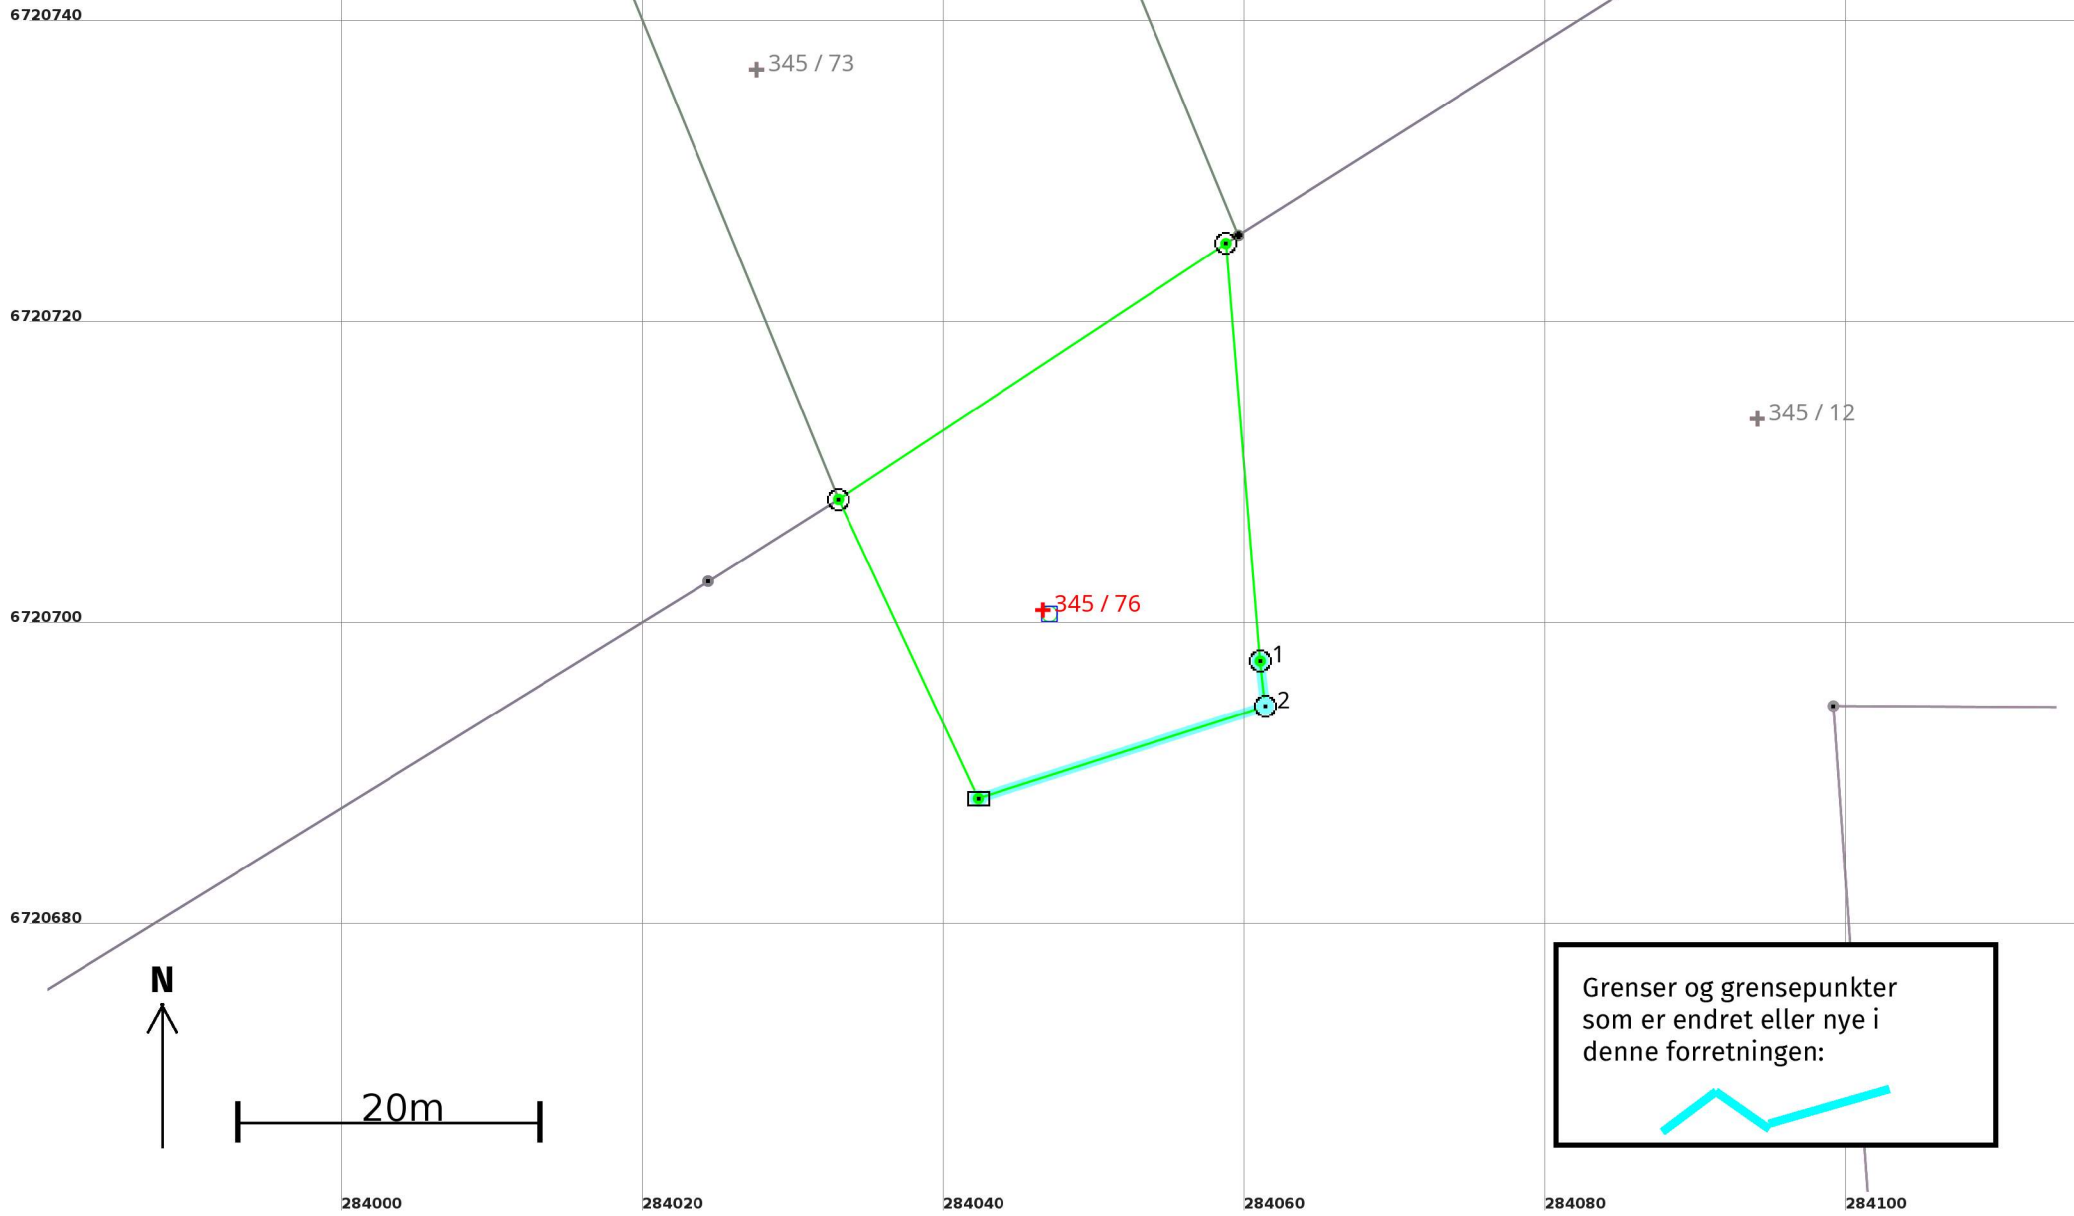 6720740
345 / 73
6720720
345 / 12
6720700
345 / 76
1
2
6720680
N
20m
Grenser og grensepunkter
som er endret eller nye i
denne forretningen:
284000
284020
284040
284060
284080
284100